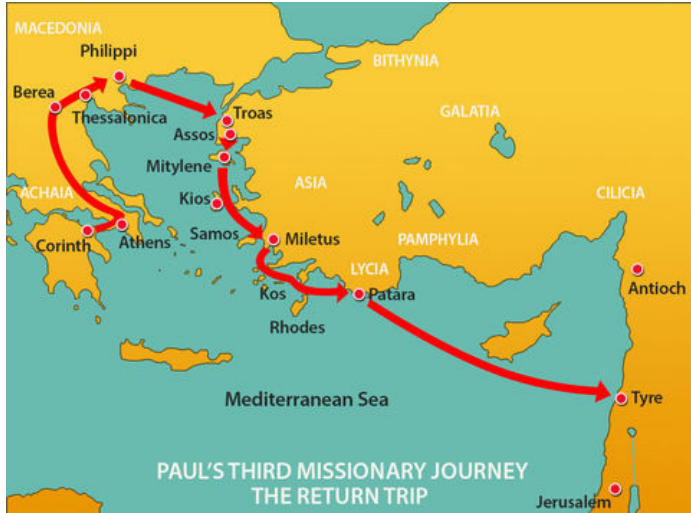 MACEDONIA
Philippi
BITHYNIA
Berea
Thessalonica
Troas
GALATIA
Assos
Mitylene
ASIA
ACHAIA
Kios
CILICIA
Corinth
Athens
Samos
Miletus
PAMPHYLIA
LYCIA
Antioch
Kos
Patara
Rhodes
Mediterranean Sea
Tyre
PAUL'S THIRD MISSIONARY JOURNEY
THE RETURN TRIP
Jerusalem